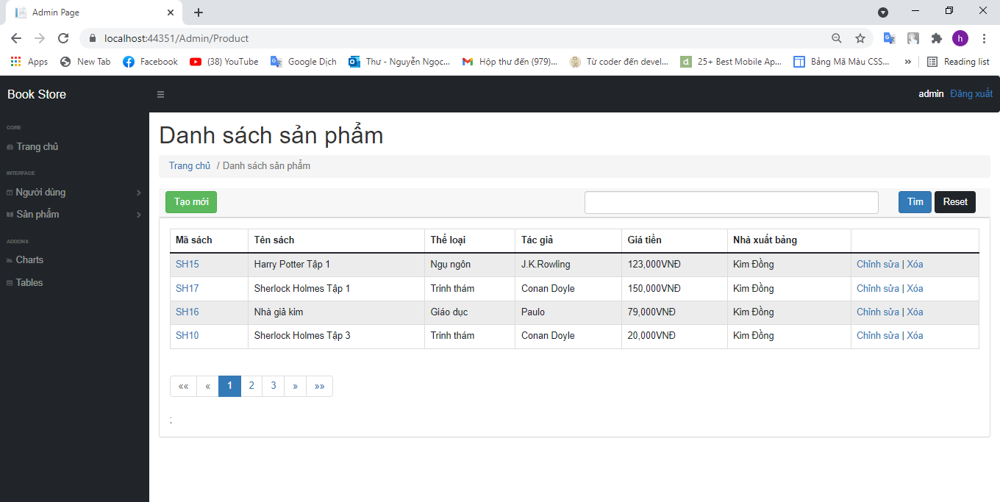 Admin Page
localhost:44351/Admin/Product
h
Apps New Tab Facebook (38) YouTube Google Dịch Thư - Nguyễn Ngọc... Hộp thư đến (979)... Từ coder đến devel... d 25+ Best Mobile Ap... Bảng Mã Màu CSS... » Reading list
Book Store admin Đăng xuất
CORE
Trang chủ
INTERFACE
Người dùng
Sản phẩm
ADDONS
Charts
Tables
Danh sách sản phẩm
Trang chủ / Danh sách sản phẩm
Tạo mới Tìm Reset
Mã sách Tên sách Thể loại Tác giả Giá tiền Nhà xuất bảng
SH15 Harry Potter Tập 1 Ngụ ngôn J.K.Rowling 123,000VNĐ Kim Đồng Chỉnh sửa | Xóa
SH17 Sherlock Holmes Tập 1 Trinh thám Conan Doyle 150,000VNĐ Kim Đồng Chỉnh sửa | Xóa
SH16 Nhà giả kim Giáo dục Paulo 79,000VNĐ Kim Đồng Chỉnh sửa | Xóa
SH10 Sherlock Holmes Tập 3 Trinh thám Conan Doyle 20,000VNĐ Kim Đồng Chỉnh sửa | Xóa
«« « 1 2 3 » »»
;